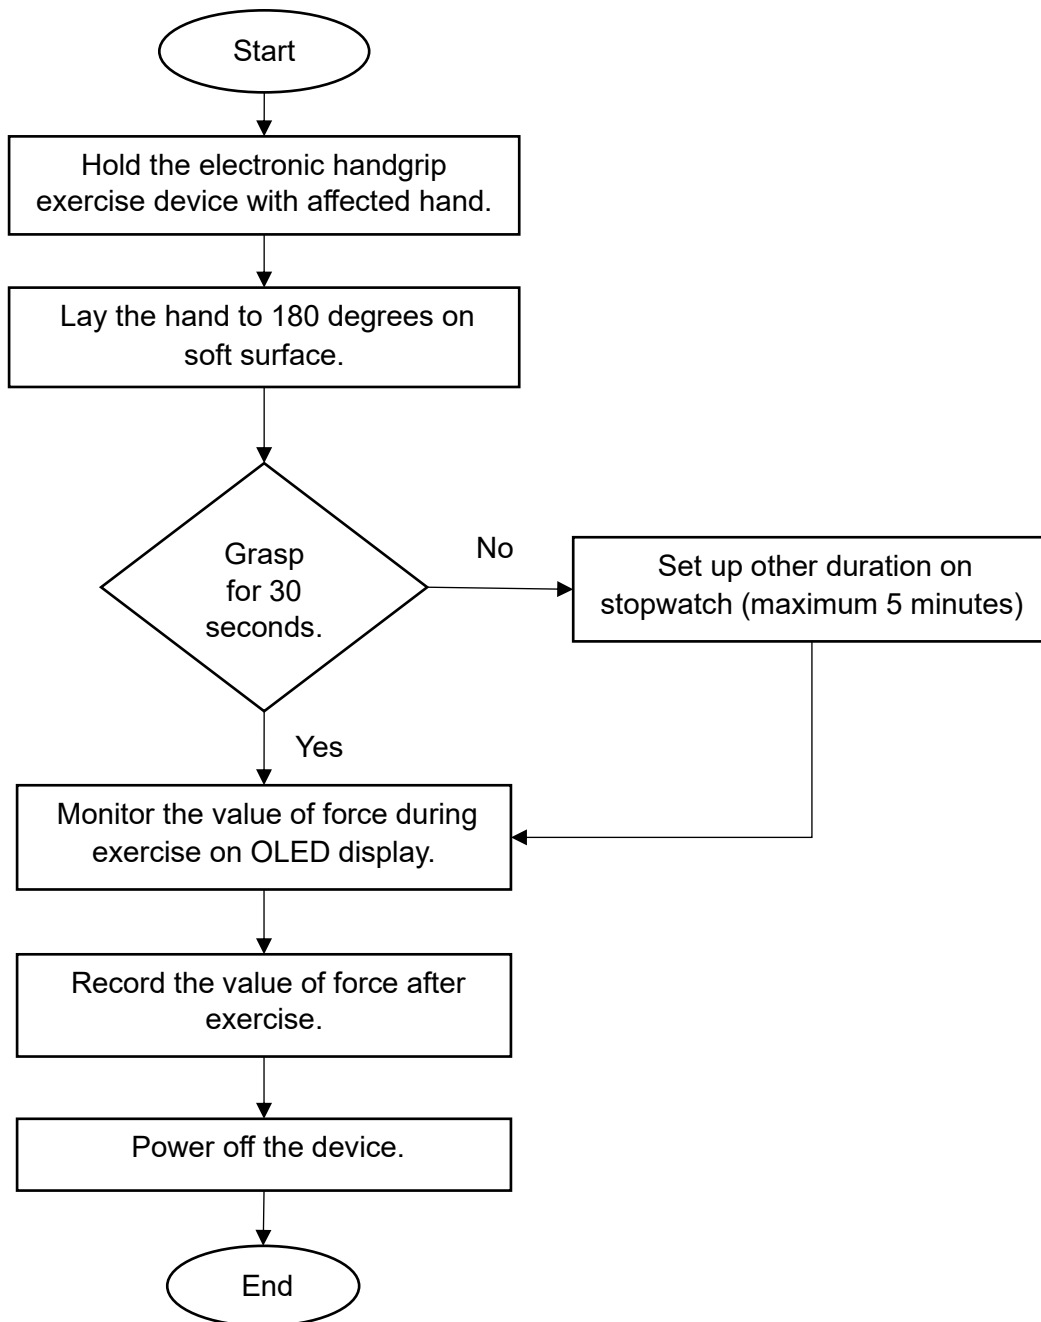 Start
Hold the electronic handgrip
exercise device with affected hand.
Lay the hand to 180 degrees on
soft surface.
Grasp
for 30
seconds.
No
Set up other duration on
stopwatch (maximum 5 minutes)
Yes
Monitor the value of force during
exercise on OLED display.
Record the value of force after
exercise.
Power off the device.
End